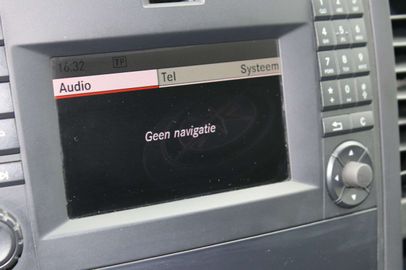 16:32 TP
Audio Tel Systeem
Geen navigatie